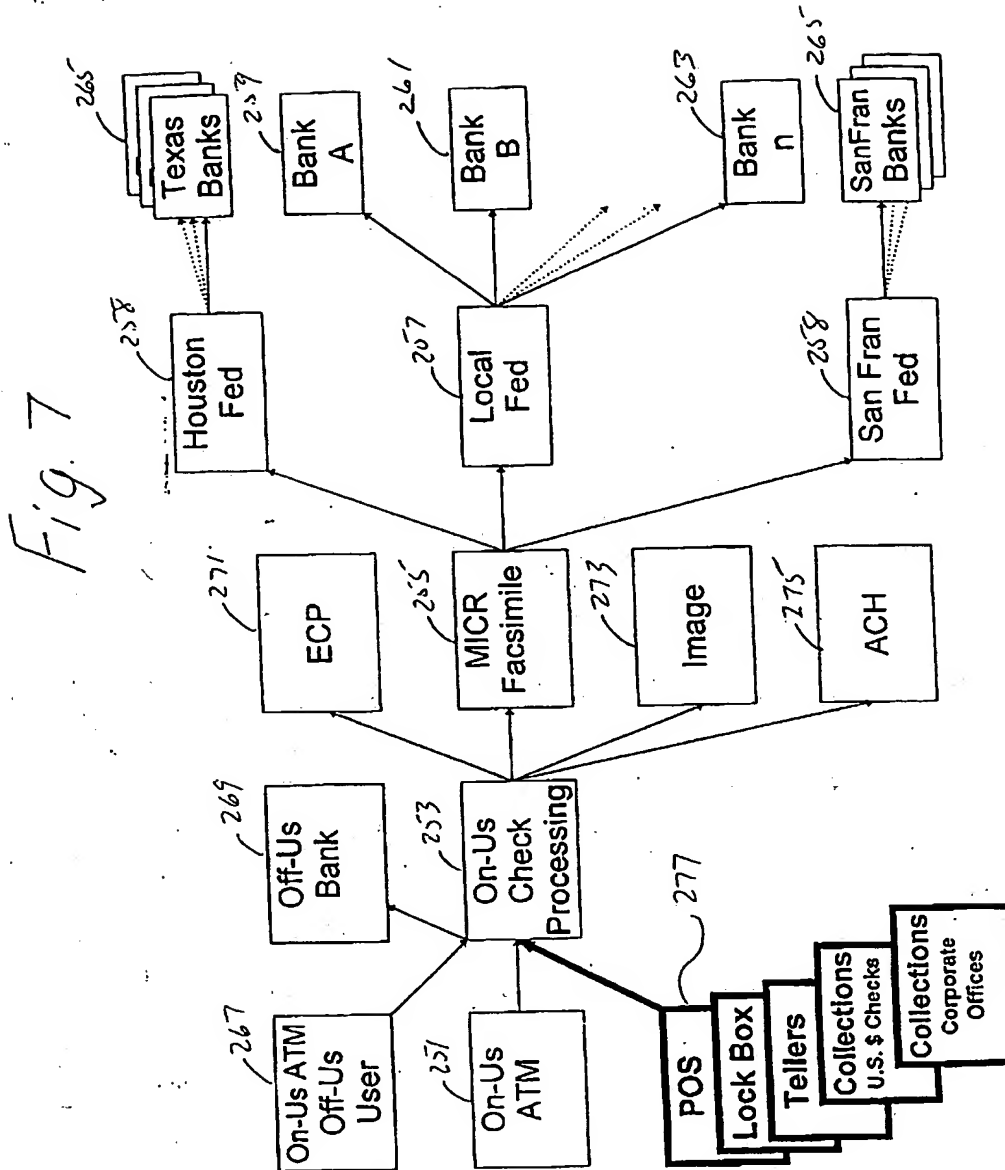 Fig. 7
On-Us ATM
Off-Us
User
267
On-Us
ATM
251
POS
Lock Box
Tellers
Collections
U.S. $ Checks
Collections
Corporate
Offices
277
Off-Us
Bank
269
On-Us
Check
Processing
253
ECP
271
MICR
Facsimile
255
Image
273
ACH
275
Houston
Fed
258
Local
Fed
257
San Fran
Fed
258
Texas
Banks
265
Bank
A
259
Bank
B
261
Bank
n
263
SanFran
Banks
265